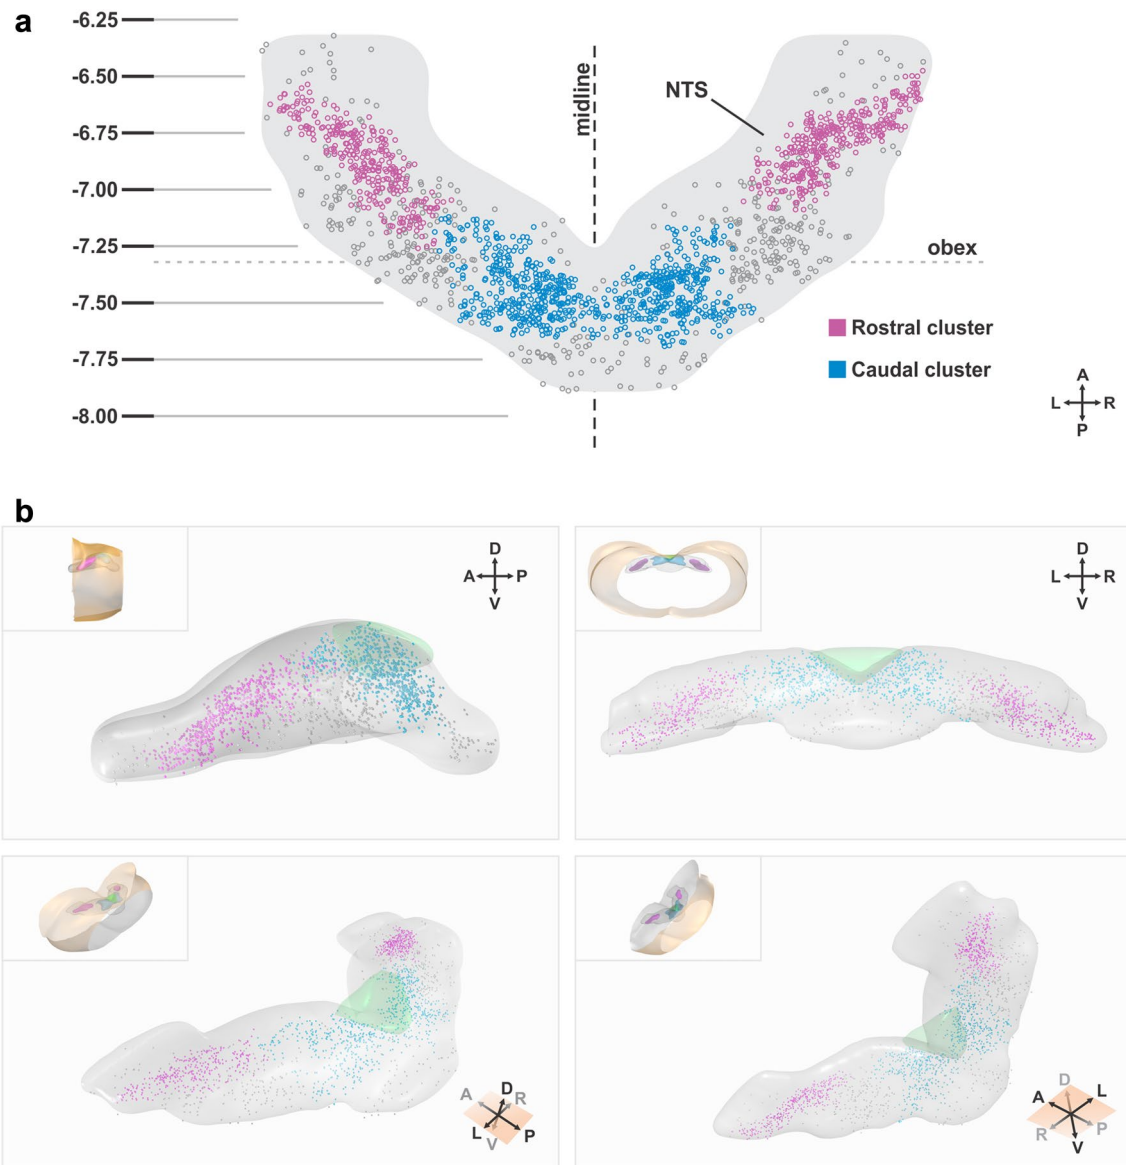 a
-6.25
-6.50
-6.75
-7.00
-7.25
-7.50
-7.75
-8.00
midline
NTS
obex
Rostral cluster
Caudal cluster
A
L R
P
b
D
A P
V
D
L R
V
D
A R
L P
V
D
A L
R P
V